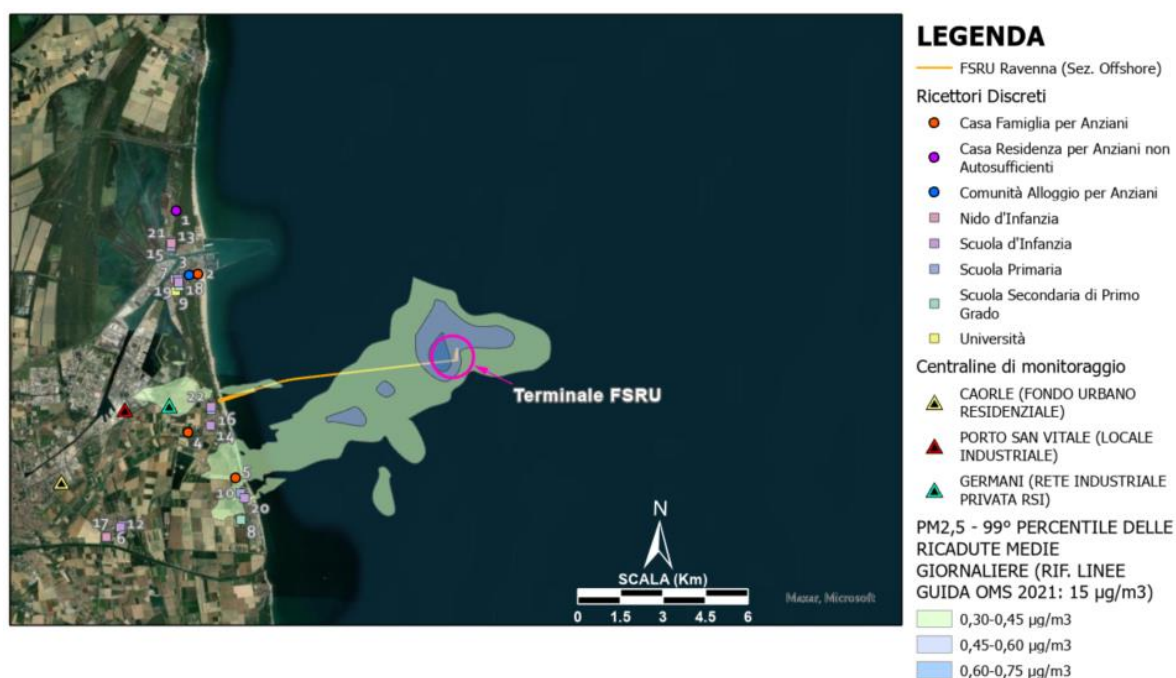 LEGENDA
FSRU Ravenna (Sez. Offshore)
Ricettori Discreti
Casa Famiglia per Anziani
Casa Residenza per Anziani non
Autosufficienti
Comunità Alloggio per Anziani
Nido d'Infanzia
Scuola d'Infanzia
Scuola Primaria
Scuola Secondaria di Primo
Grado
Università
Centraline di monitoraggio
CAORLE (FONDO URBANO
RESIDENZIALE)
PORTO SAN VITALE (LOCALE
INDUSTRIALE)
GERMANI (RETE INDUSTRIALE
PRIVATA RSI)
PM2,5 - 99° PERCENTILE DELLE
RICADUTE MEDIE
GIORNALIERE (RIF. LINEE
GUIDA OMS 2021: 15 µg/m3)
0,30-0,45 µg/m3
0,45-0,60 µg/m3
0,60-0,75 µg/m3
1
21 13
15
3
7 2
19 18
9
22
16
4 14
5
10
20
8
17 12
6
Terminale FSRU
N
SCALA (Km)
0 1.5 3 4.5 6
Maxar, Microsoft